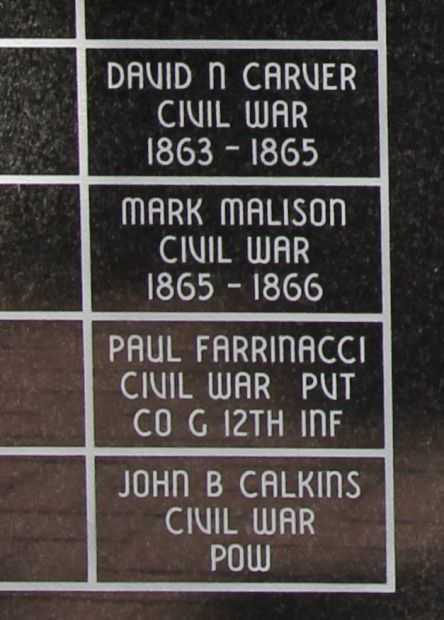 DAVID N CARVER
CIVIL WAR
1863 - 1865
MARK MALISON
CIVIL WAR
1865 - 1866
PAUL FARRINACCI
CIVIL WAR PVT
CO G 12TH INF
JOHN B CALKINS
CIVIL WAR
POW